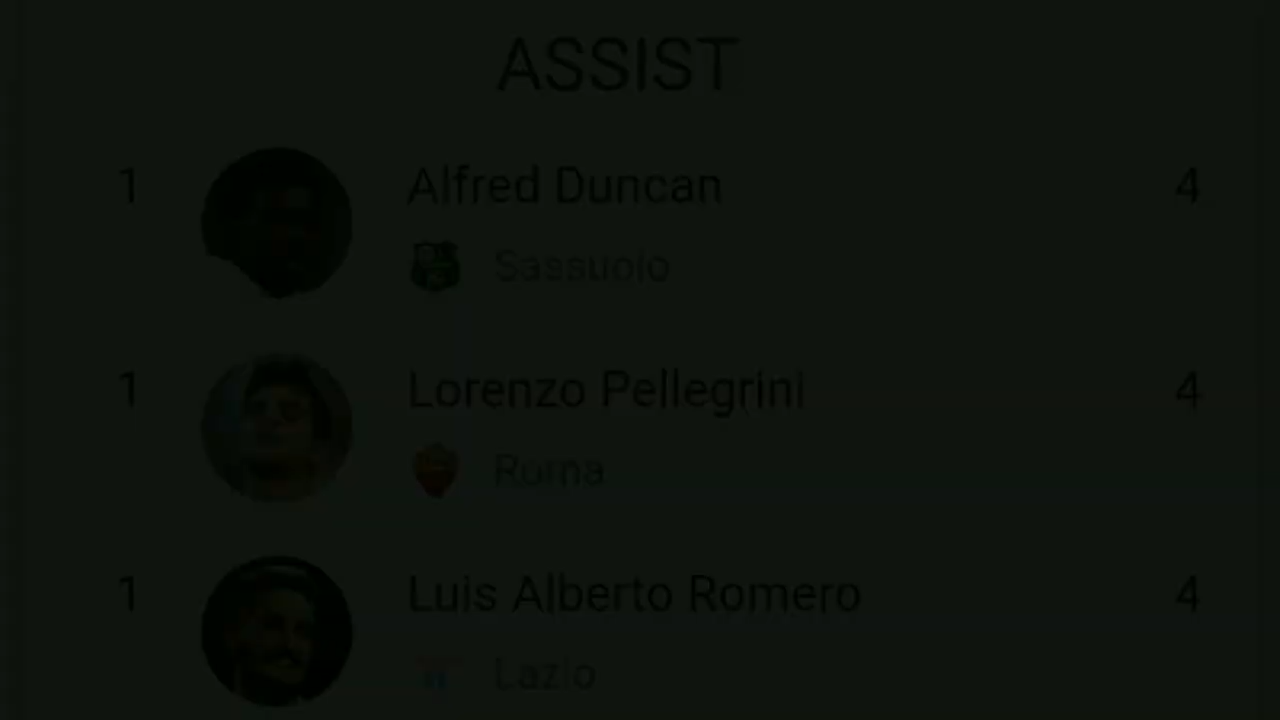 ASSIST
1 Alfred Duncan 4
Sassuolo
1 Lorenzo Pellegrini 4
Roma
1 Luis Alberto Romero 4
Lazio